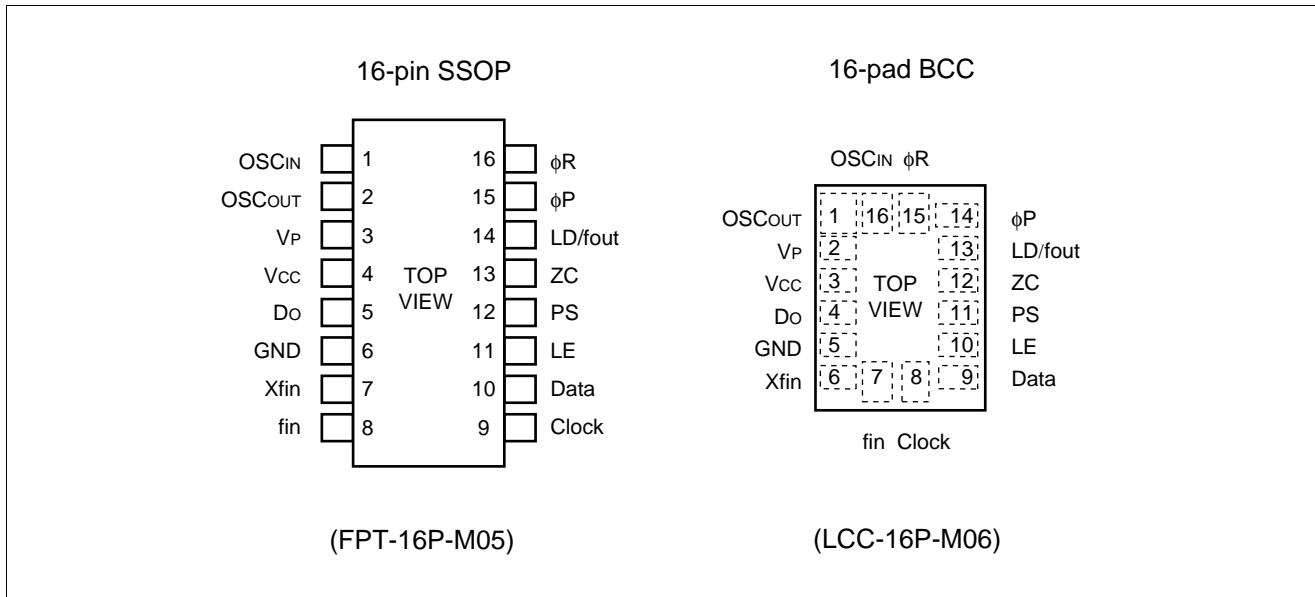 16-pin SSOP
OSCIN 1 16 ϕR
OSCOUT 2 15 ϕP
VP 3 14 LD/fout
VCC 4 TOP VIEW 13 ZC
DO 5 12 PS
GND 6 11 LE
Xfin 7 10 Data
fin 8 9 Clock
(FPT-16P-M05)
16-pad BCC
OSCIN ϕR
OSCOUT 1 16 15 14 ϕP
VP 2 13 LD/fout
VCC 3 TOP 12 ZC
DO 4 VIEW 11 PS
GND 5 10 LE
Xfin 6 7 8 9 Data
fin Clock
(LCC-16P-M06)